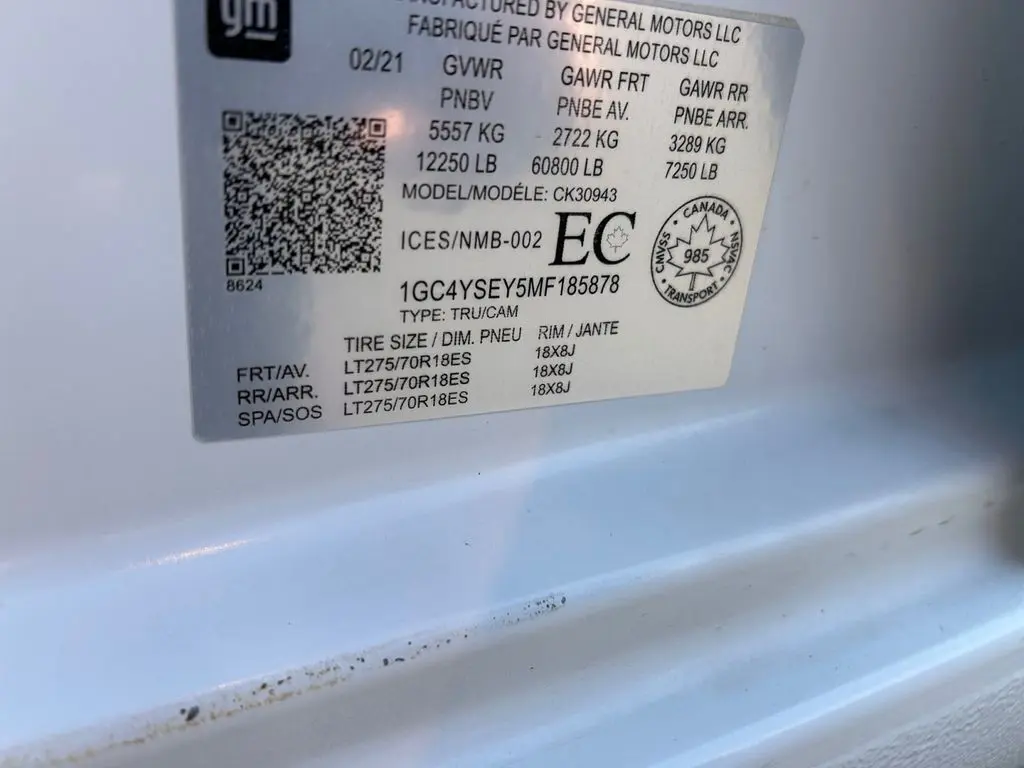 gm
MANUFACTURED BY GENERAL MOTORS LLC
FABRIQUÉ PAR GENERAL MOTORS LLC
02/21 GVWR GAWR FRT GAWR RR
PNBV PNBE AV. PNBE ARR.
5557 KG 2722 KG 3289 KG
12250 LB 60800 LB 7250 LB
MODEL/MODÉLE: CK30943
ICES/NMB-002 EC
CANADA
CMVSS 985 NSVAC
TRANSPORT
8624
1GC4YSEY5MF185878
TYPE: TRU/CAM
TIRE SIZE / DIM. PNEU RIM / JANTE
FRT/AV. LT275/70R18ES 18X8J
RR/ARR. LT275/70R18ES 18X8J
SPA/SOS LT275/70R18ES 18X8J